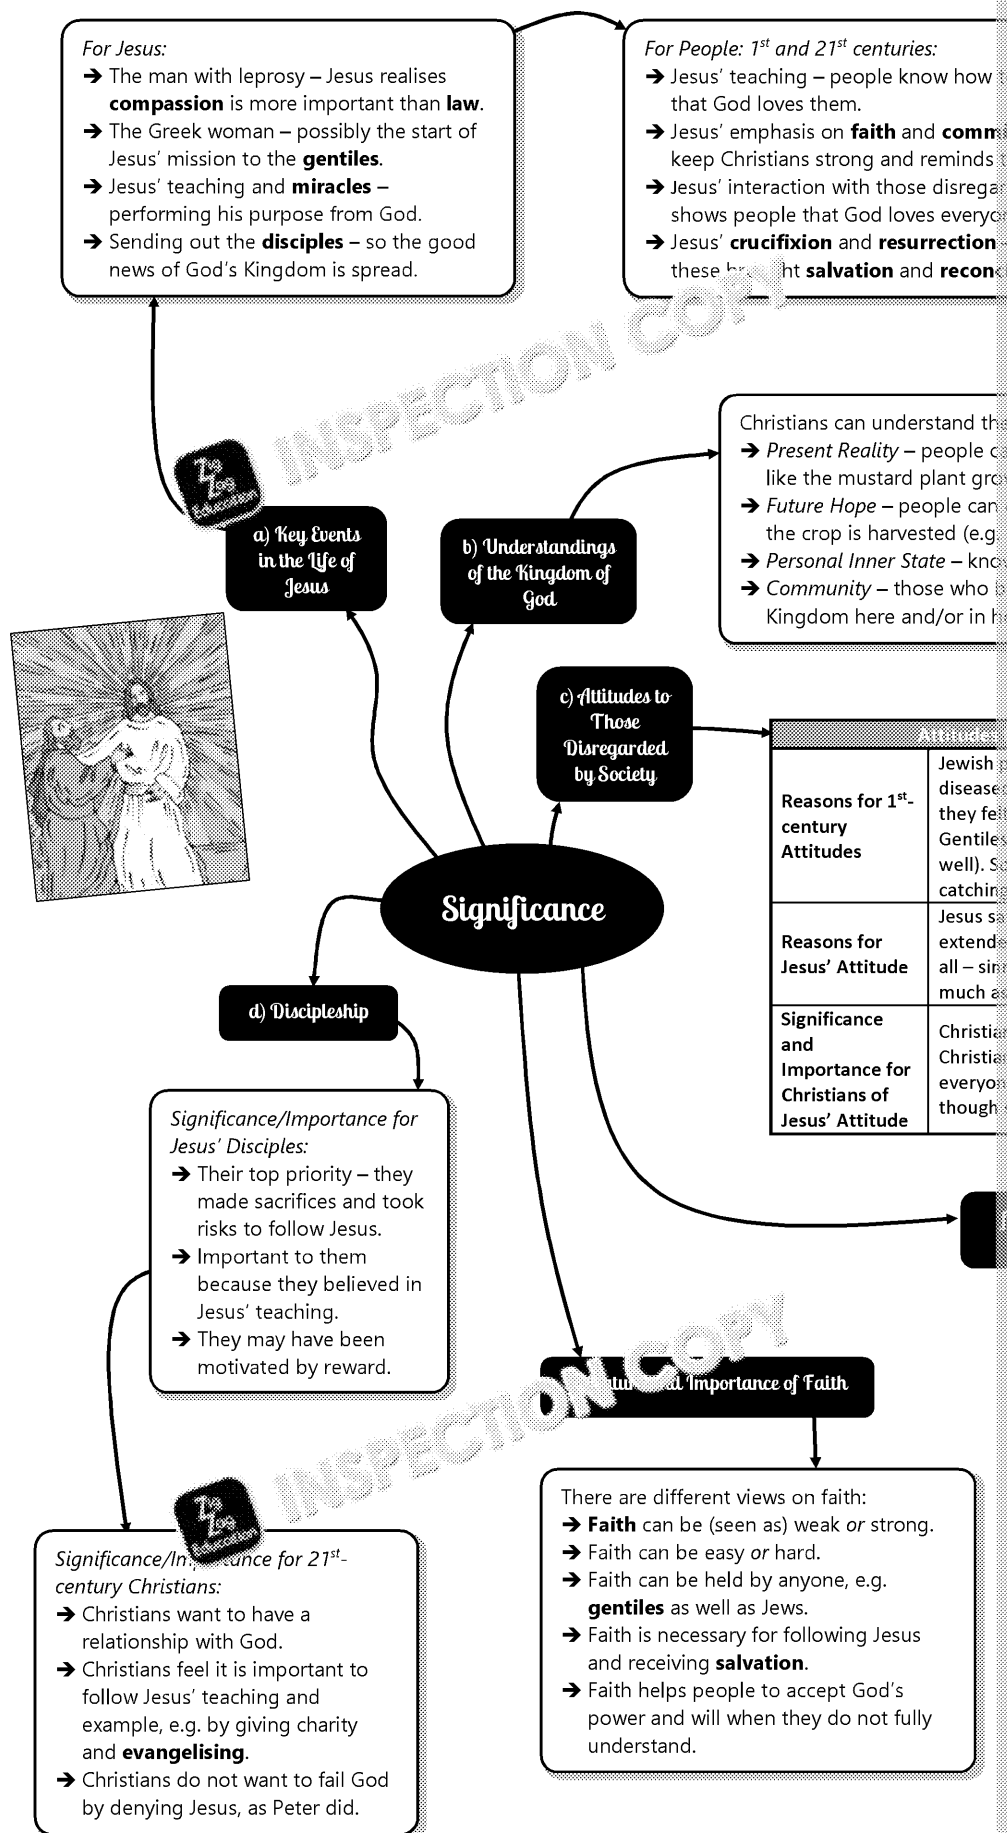 For Jesus:
➔ The man with leprosy – Jesus realises
compassion is more important than law.
➔ The Greek woman – possibly the start of
Jesus' mission to the gentiles.
➔ Jesus' teaching and miracles –
performing his purpose from God.
➔ Sending out the disciples – so the good
news of God's Kingdom is spread.
For People: 1st and 21st centuries:
➔ Jesus' teaching – people know how
that God loves them.
➔ Jesus' emphasis on faith and
keep Christians strong and reminds
➔ Jesus' interaction with those
shows people that God loves
➔ Jesus' crucifixion and resurrection
these salvation and
INSPECTION COPY
Zig
Zag
Education
a) Key Events
in the Life of
Jesus
b) Understandings
of the Kingdom of
God
Christians can understand
➔ Present Reality – people
like the mustard plant
➔ Future Hope – people can
the crop is harvested (e.g.
➔ Personal Inner State –
➔ Community – those who
Kingdom here and/or in
c) Attitudes to
Those
Disregarded
by Society
Attitudes
Reasons for 1st-
century
Attitudes
Jewish
disease
they
Gentiles
well).
catching
Reasons for
Jesus' Attitude
Jesus
all –
much
Significance
and
Importance for
Christians of
Jesus' Attitude
though
Significance
d) Discipleship
Significance/Importance for
Jesus' Disciples:
➔ Their top priority – they
made sacrifices and took
risks to follow Jesus.
➔ Important to them
because they believed in
Jesus' teaching.
➔ They may have been
motivated by reward.
INSPECTION COPY
and Importance of Faith
There are different views on faith:
➔ Faith can be (seen as) weak or strong.
➔ Faith can be easy or hard.
➔ Faith can be held by anyone, e.g.
gentiles as well as Jews.
➔ Faith is necessary for following Jesus
and receiving salvation.
➔ Faith helps people to accept God's
power and will when they do not fully
understand.
Zig
Zag
Education
Significance/Importance for 21st-
century Christians:
➔ Christians want to have a
relationship with God.
➔ Christians feel it is important to
follow Jesus' teaching and
example, e.g. by giving charity
and evangelising.
➔ Christians do not want to fail God
by denying Jesus, as Peter did.